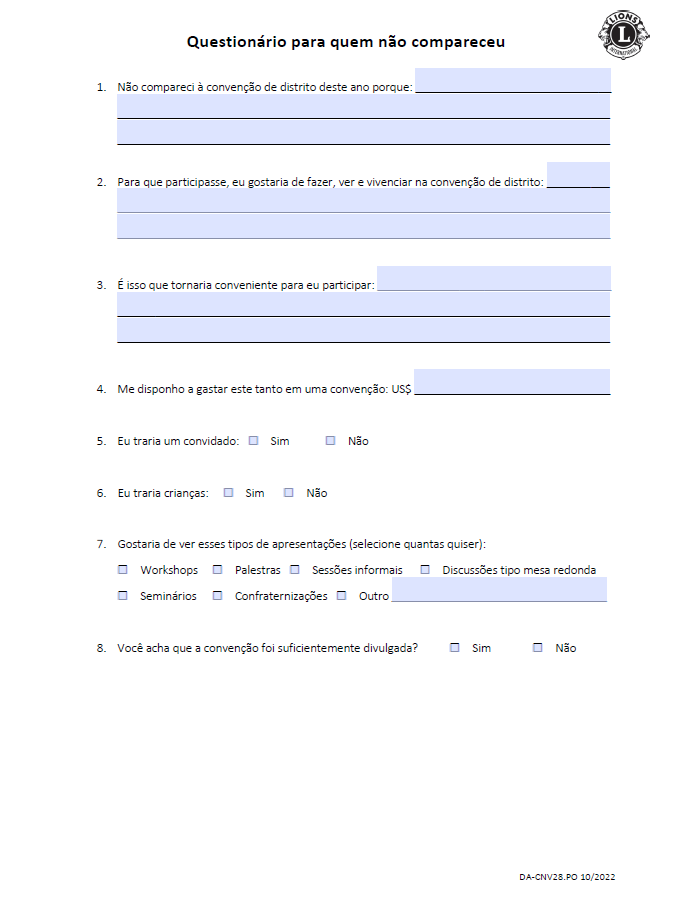 Questionário para quem não compareceu
LIONS
L
INTERNATIONAL
1. Não compareci à convenção de distrito deste ano porque:
2. Para que participasse, eu gostaria de fazer, ver e vivenciar na convenção de distrito:
3. É isso que tornaria conveniente para eu participar:
4. Me disponho a gastar este tanto em uma convenção: US$
5. Eu traria um convidado: Sim Não
6. Eu traria crianças: Sim Não
7. Gostaria de ver esses tipos de apresentações (selecione quantas quiser):
Workshops Palestras Sessões informais Discussões tipo mesa redonda
Seminários Confraternizações Outro
8. Você acha que a convenção foi suficientemente divulgada? Sim Não
DA-CNV28.PO 10/2022